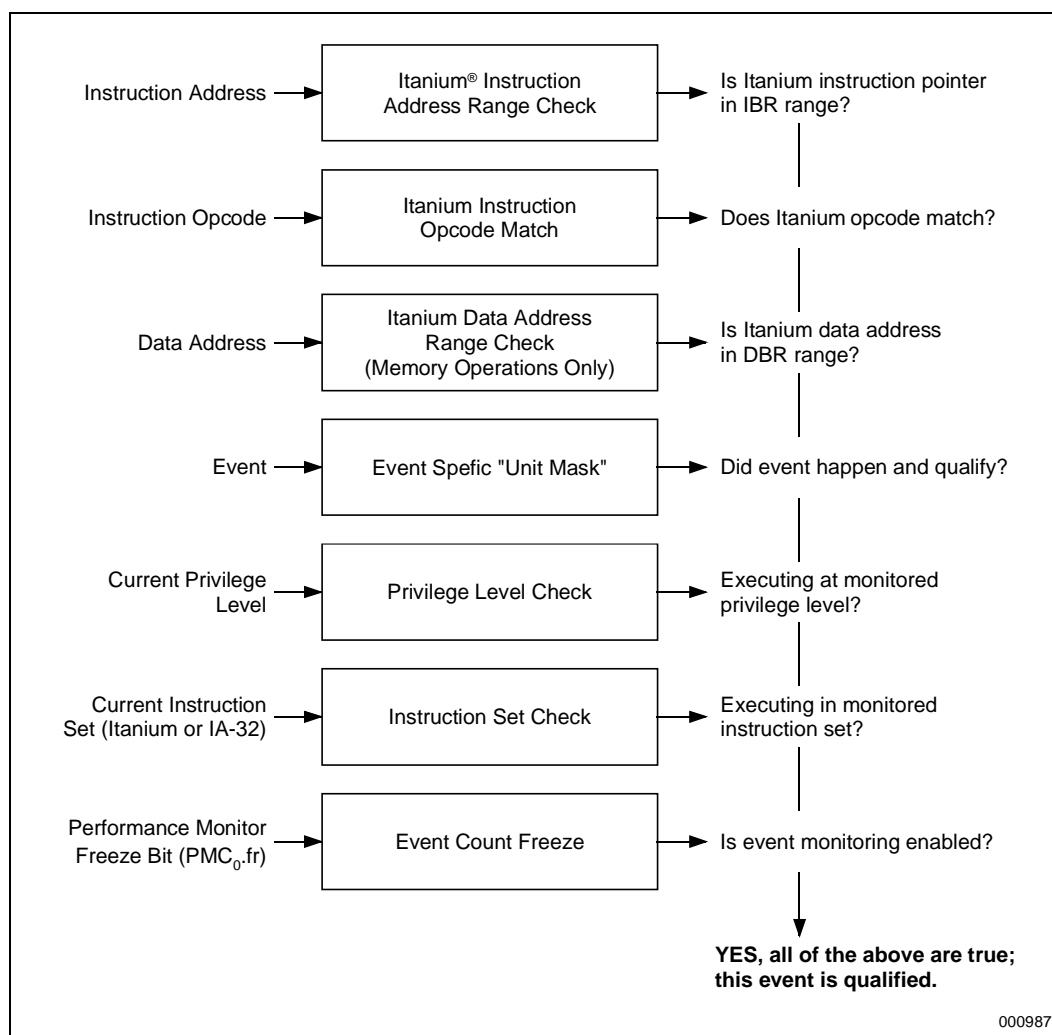 Instruction Address
Itanium® Instruction
Address Range Check
Is Itanium instruction pointer
in IBR range?
Instruction Opcode
Itanium Instruction
Opcode Match
Does Itanium opcode match?
Data Address
Itanium Data Address
Range Check
(Memory Operations Only)
Is Itanium data address
in DBR range?
Event
Event Spefic "Unit Mask"
Did event happen and qualify?
Current Privilege
Level
Privilege Level Check
Executing at monitored
privilege level?
Current Instruction
Set (Itanium or IA-32)
Instruction Set Check
Executing in monitored
instruction set?
Performance Monitor
Freeze Bit (PMC0.fr)
Event Count Freeze
Is event monitoring enabled?
YES, all of the above are true;
this event is qualified.
000987